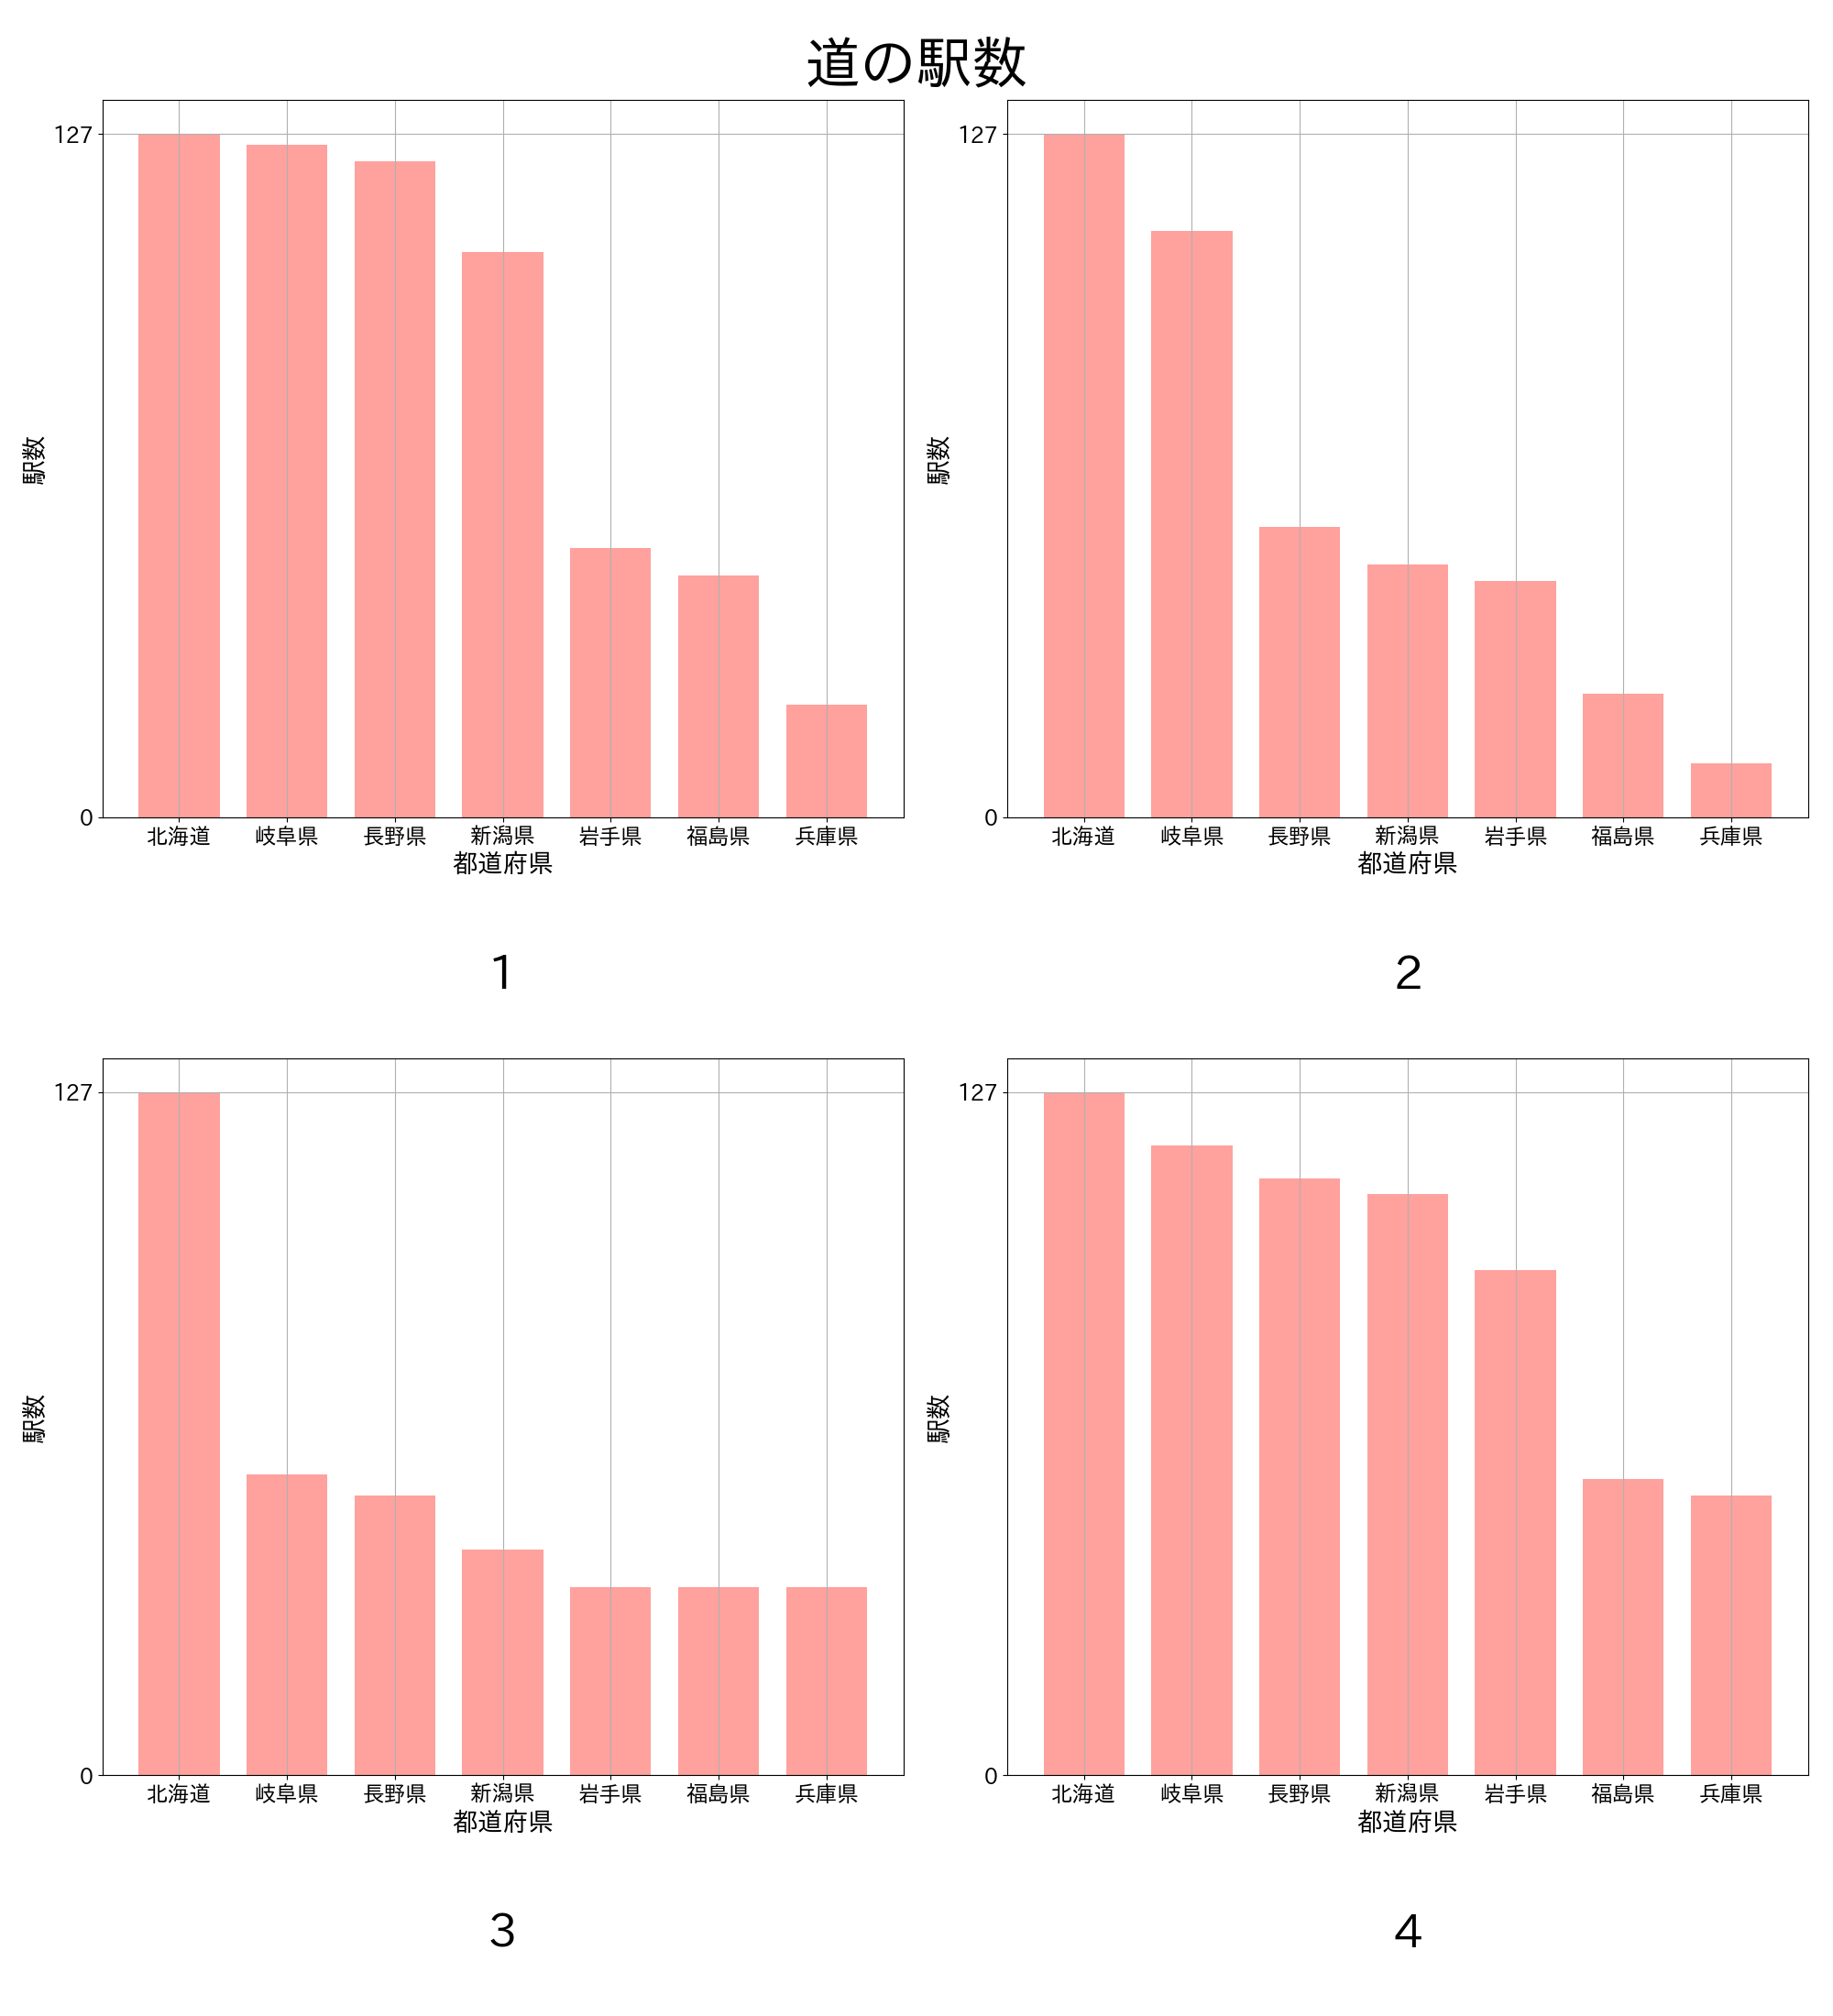 道の駅数
127
駅数
0
北海道 岐阜県 長野県 新潟県 岩手県 福島県 兵庫県
都道府県
1
127
駅数
0
北海道 岐阜県 長野県 新潟県 岩手県 福島県 兵庫県
都道府県
2
127
駅数
0
北海道 岐阜県 長野県 新潟県 岩手県 福島県 兵庫県
都道府県
3
127
駅数
0
北海道 岐阜県 長野県 新潟県 岩手県 福島県 兵庫県
都道府県
4